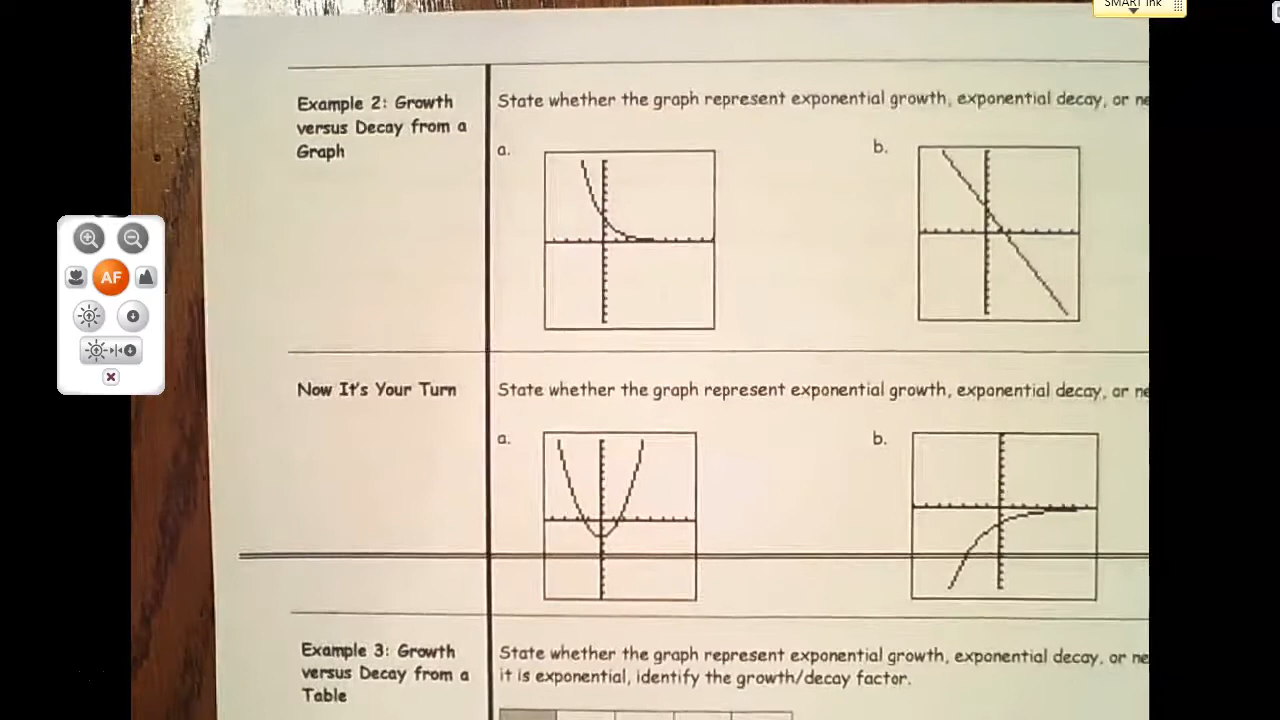 SMART Ink
Example 2: Growth
versus Decay from a
Graph
State whether the graph represent exponential growth, exponential decay, or ne
a.
b.
AF
Now It's Your Turn
State whether the graph represent exponential growth, exponential decay, or ne
a.
b.
Example 3: Growth
versus Decay from a
Table
State whether the graph represent exponential growth, exponential decay, or ne
it is exponential, identify the growth/decay factor.